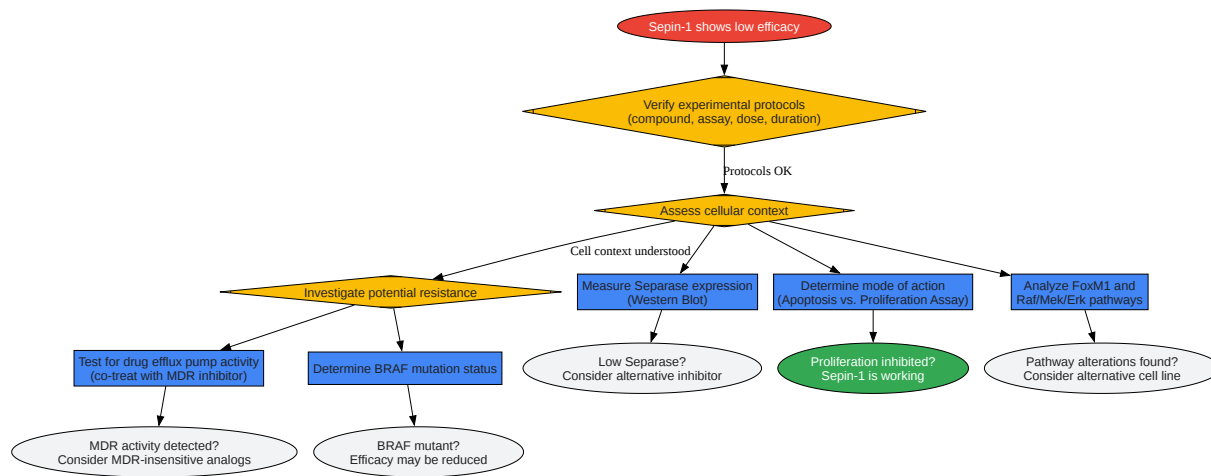 Sepin-1 shows low efficacy
Verify experimental protocols
(compound, assay, dose, duration)
Protocols OK
Assess cellular context
Cell context understood
Investigate potential resistance
Measure Separase expression
(Western Blot)
Determine mode of action
(Apoptosis vs. Proliferation Assay)
Analyze FoxM1 and
Raf/Mek/Erk pathways
Test for drug efflux pump activity
(co-treat with MDR inhibitor)
Determine BRAF mutation status
Low Separase?
Consider alternative inhibitor
Proliferation inhibited?
Sepin-1 is working
Pathway alterations found?
Consider alternative cell line
MDR activity detected?
Consider MDR-insensitive analogs
BRAF mutant?
Efficacy may be reduced